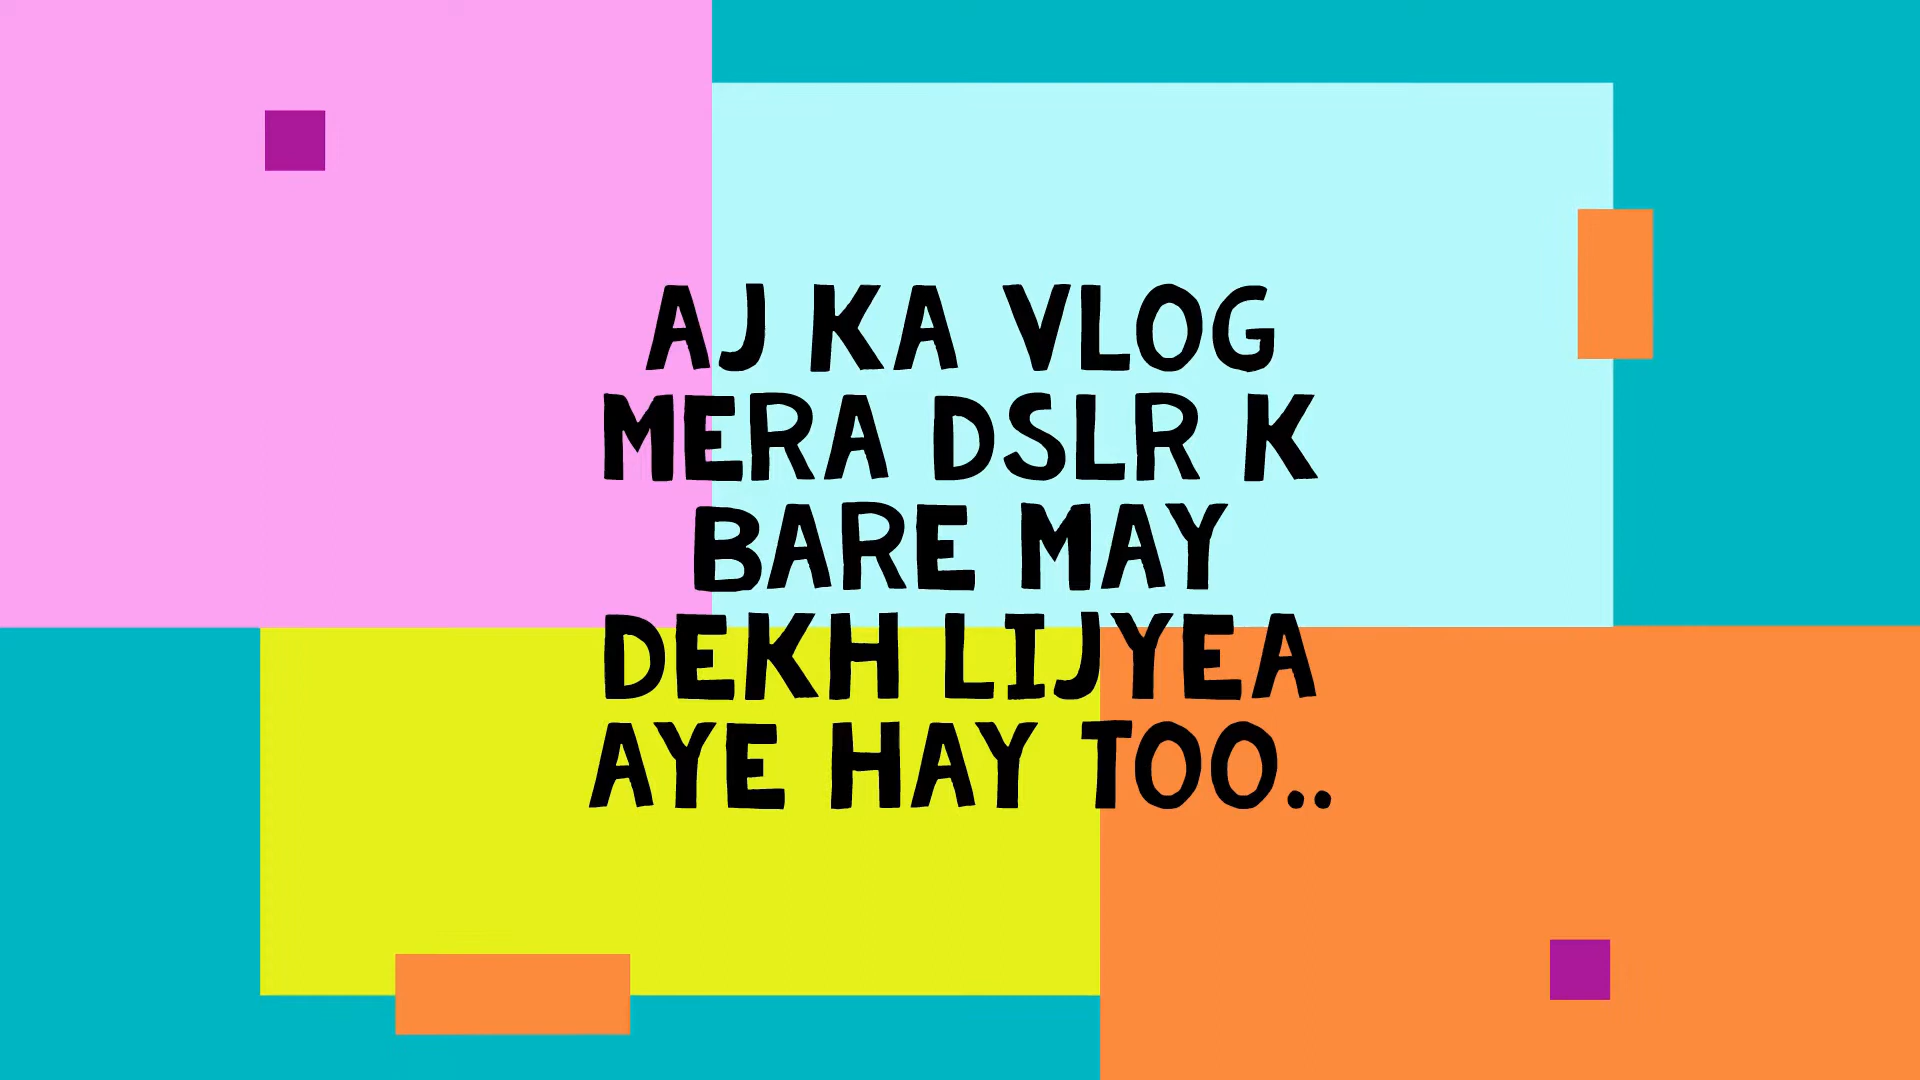 AJ KA VLOG
MERA DSLR K
BARE MAY
DEKH LIJYEA
AYE HAY TOO..